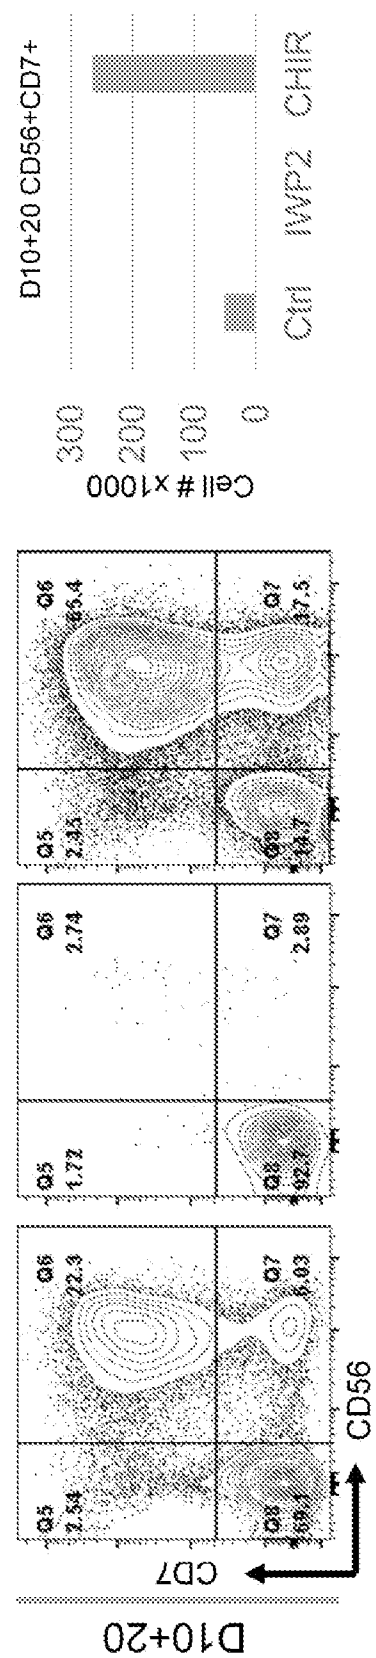 D10+20
CD7
CD56
Q5
2.54
Q6
22.3
Q8
69.1
Q7
6.03
Q5
1.72
Q6
2.74
Q8
92.7
Q7
2.89
Q5
2.45
Q6
65.4
Q8
14.7
Q7
17.5
D10+20 CD56+CD7+
Cell # x1000
300
200
100
0
Ctrl IWP2 CHIR